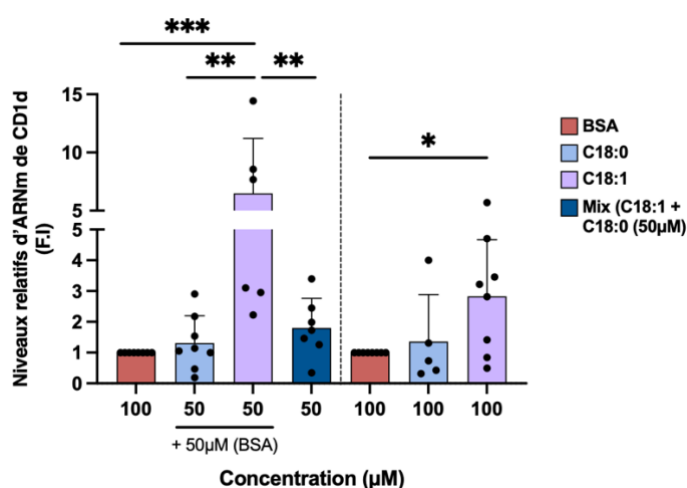 ***
** **
*
Niveaux relatifs d'ARNm de CD1d
(F.I)
15
10
5
5
4
3
2
1
0
100 50 50 50 100 100 100
+ 50µM (BSA)
Concentration (µM)
BSA
C18:0
C18:1
Mix (C18:1 +
C18:0 (50µM)